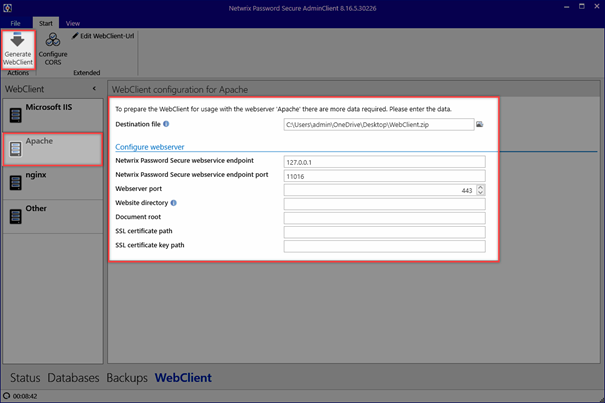 Netwrix Password Secure AdminClient 8.16.5.30226
File Start View
Generate WebClient
Configure CORS
Edit WebClient-Url
Actions Extended
WebClient
Microsoft IIS
Apache
nginx
Other
WebClient configuration for Apache
To prepare the WebClient for usage with the webserver 'Apache' there are more data required. Please enter the data.
Destination file C:\Users\admin\OneDrive\Desktop\WebClient.zip
Configure webserver
Netwrix Password Secure webservice endpoint 127.0.0.1
Netwrix Password Secure webservice endpoint port 11016
Webserver port 443
Website directory
Document root
SSL certificate path
SSL certificate key path
Status Databases Backups WebClient
00:08:42